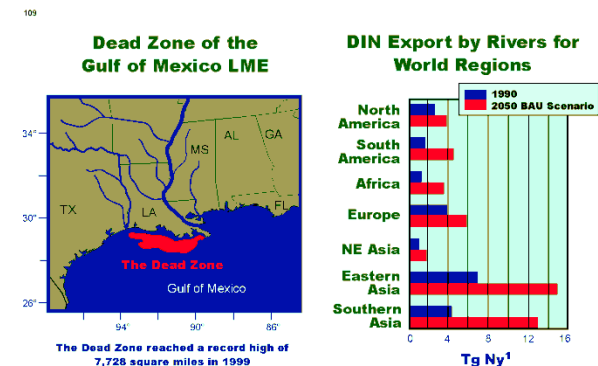 109
Dead Zone of the
Gulf of Mexico LME
34°
30°
26°
94°
90°
86°
TX
LA
MS
AL
GA
FL
The Dead Zone
Gulf of Mexico
The Dead Zone reached a record high of
7,728 square miles in 1999
DIN Export by Rivers for
World Regions
1990
2050 BAU Scenario
North
America
South
America
Africa
Europe
NE Asia
Eastern
Asia
Southern
Asia
0
4
8
12
16
Tg Ny¹